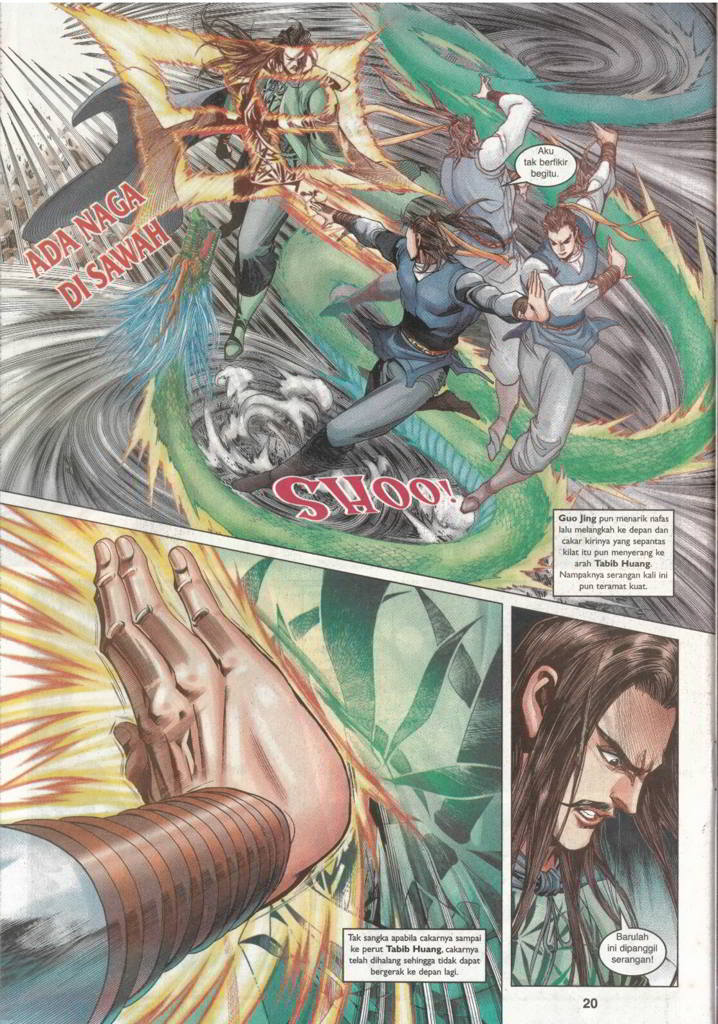 Aku
tak berfikir
begitu.
ADA NAGA
DI SAWAH
SHOO!
Guo Jing pun menarik nafas
lalu melangkah ke depan dan
cakar kirinya yang sepantas
kilat itu pun menyerang ke
arah Tabib Huang.
Nampaknya serangan kali ini
pun teramat kuat.
Tak sangka apabila cakarnya sampai
ke perut Tabib Huang, cakarnya
telah dihalang sehingga tidak dapat
bergerak ke depan lagi.
Barulah
ini dipanggil
serangan!
20